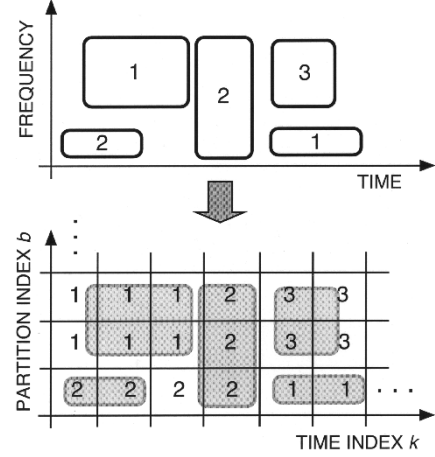 FREQUENCY
1
2
3
2
1
TIME
PARTITION INDEX b
1 1 1 2 3 3
1 1 1 2 3 3
2 2 2 2 1 1 . . .
TIME INDEX k